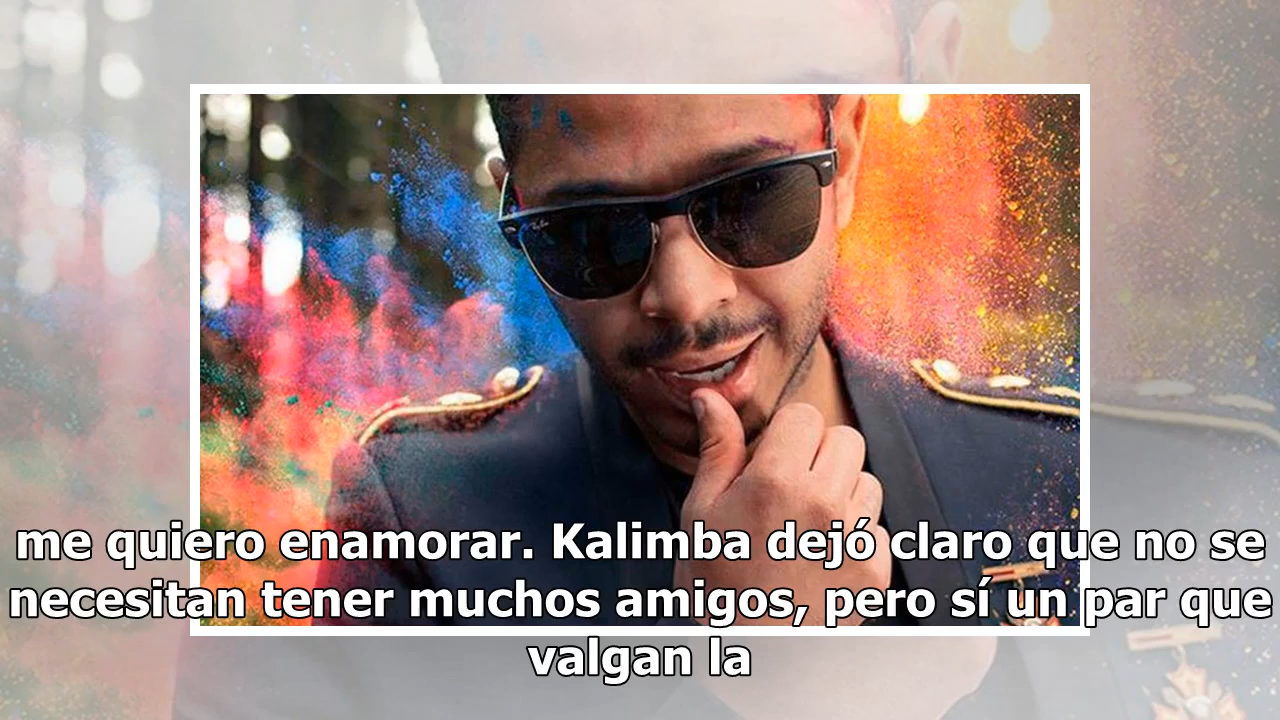 me quiero enamorar. Kalimba dejó claro que no se
necesitan tener muchos amigos, pero sí un par que
valgan la